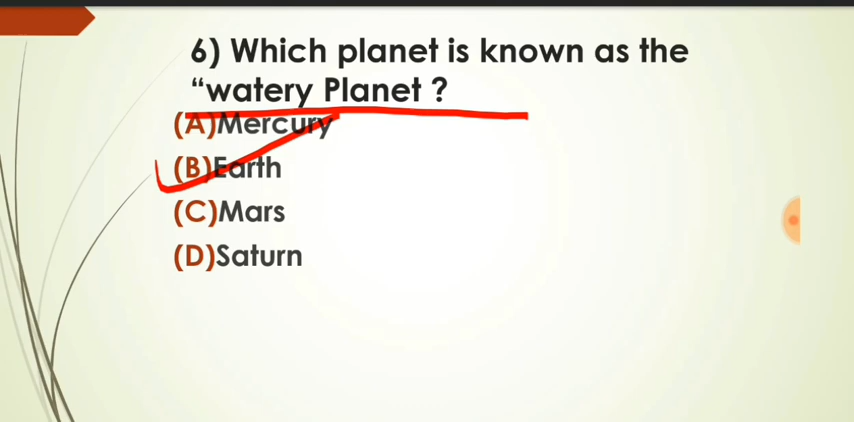 6) Which planet is known as the
“watery Planet ?
(A)Mercury
(B)Earth
(C)Mars
(D)Saturn